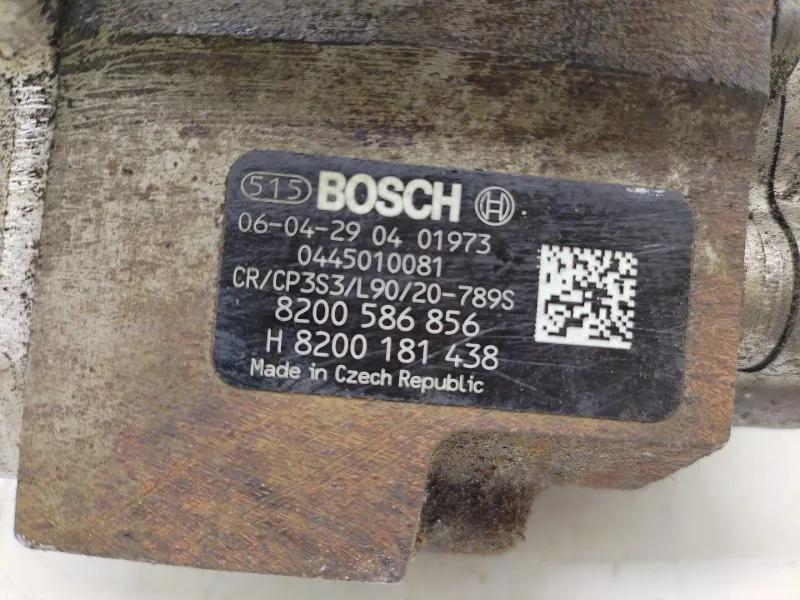 515 BOSCH
06-04-29 04 01973
0445010081
CR/CP3S3/L90/20-789S
8200 586 856
H 8200 181 438
Made in Czech Republic